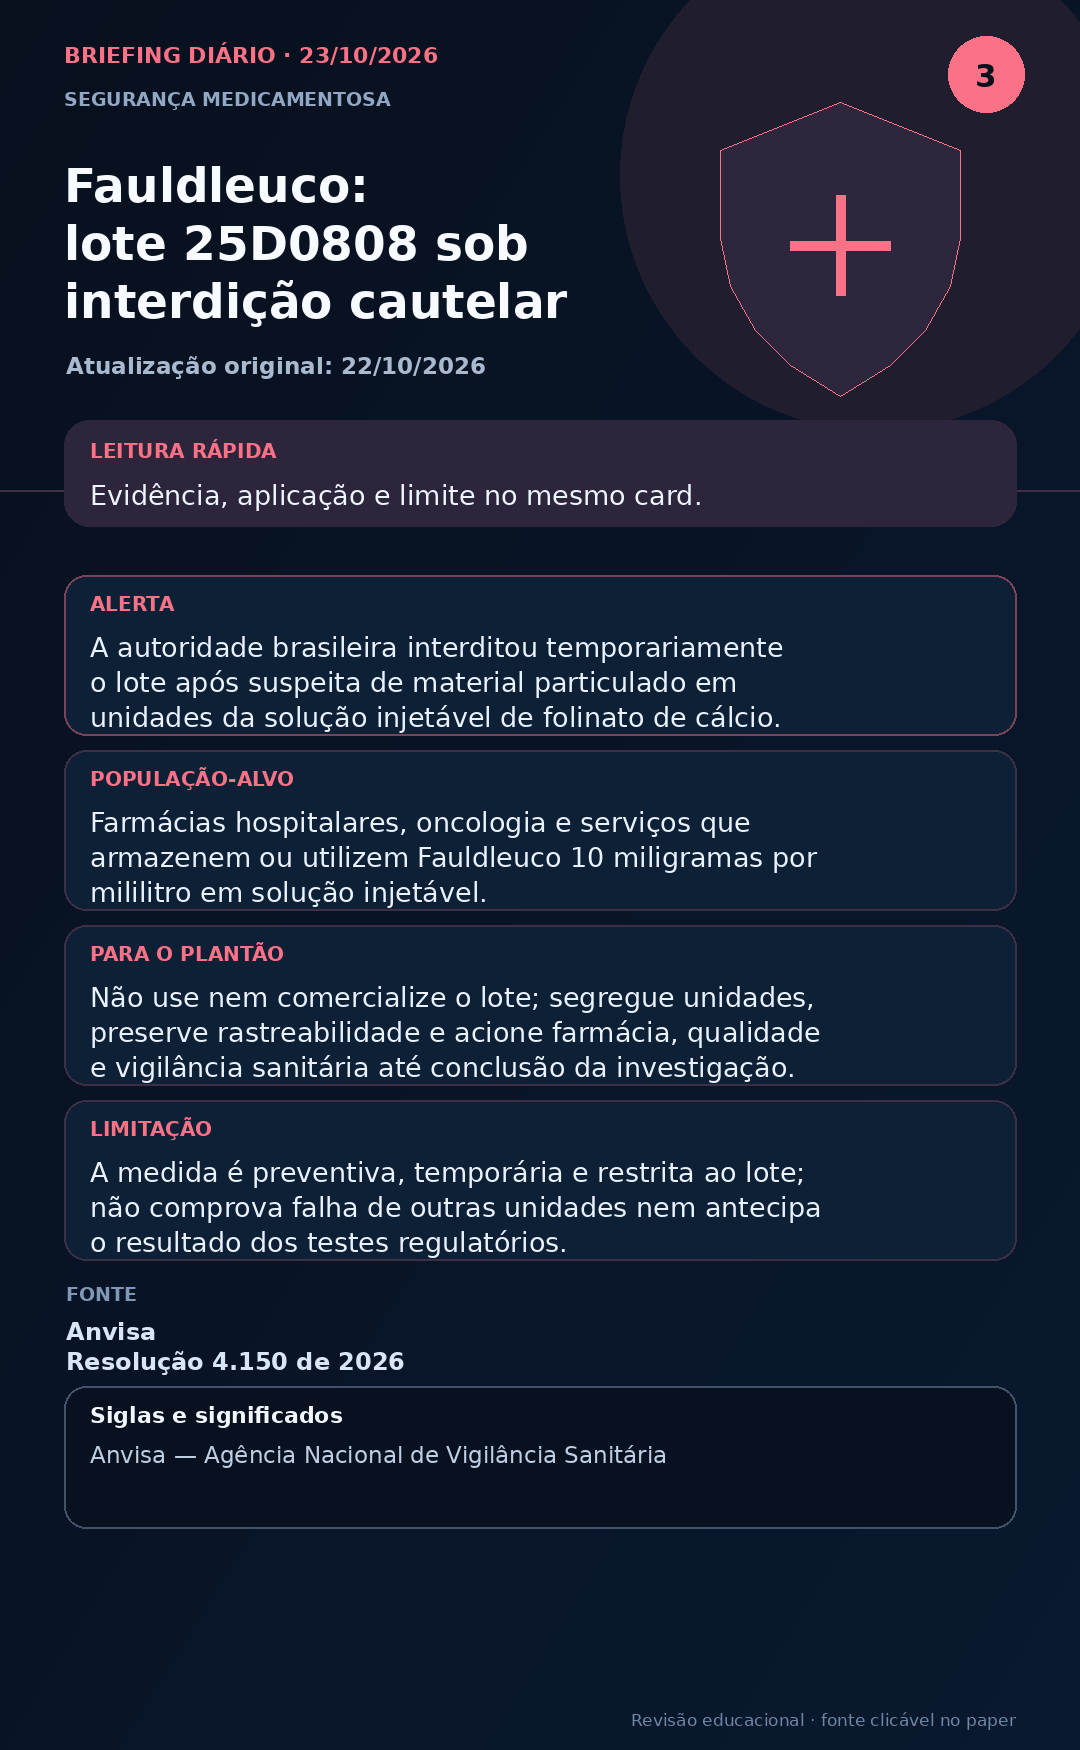 BRIEFING DIÁRIO · 23/10/2026
3
SEGURANÇA MEDICAMENTOSA
Fauldleuco:
lote 25D0808 sob
interdição cautelar
Atualização original: 22/10/2026
LEITURA RÁPIDA
Evidência, aplicação e limite no mesmo card.
ALERTA
A autoridade brasileira interditou temporariamente
o lote após suspeita de material particulado em
unidades da solução injetável de folinato de cálcio.
POPULAÇÃO-ALVO
Farmácias hospitalares, oncologia e serviços que
armazenem ou utilizem Fauldleuco 10 miligramas por
mililitro em solução injetável.
PARA O PLANTÃO
Não use nem comercialize o lote; segregue unidades,
preserve rastreabilidade e acione farmácia, qualidade
e vigilância sanitária até conclusão da investigação.
LIMITAÇÃO
A medida é preventiva, temporária e restrita ao lote;
não comprova falha de outras unidades nem antecipa
o resultado dos testes regulatórios.
FONTE
Anvisa
Resolução 4.150 de 2026
Siglas e significados
Anvisa — Agência Nacional de Vigilância Sanitária
Revisão educacional · fonte clicável no paper